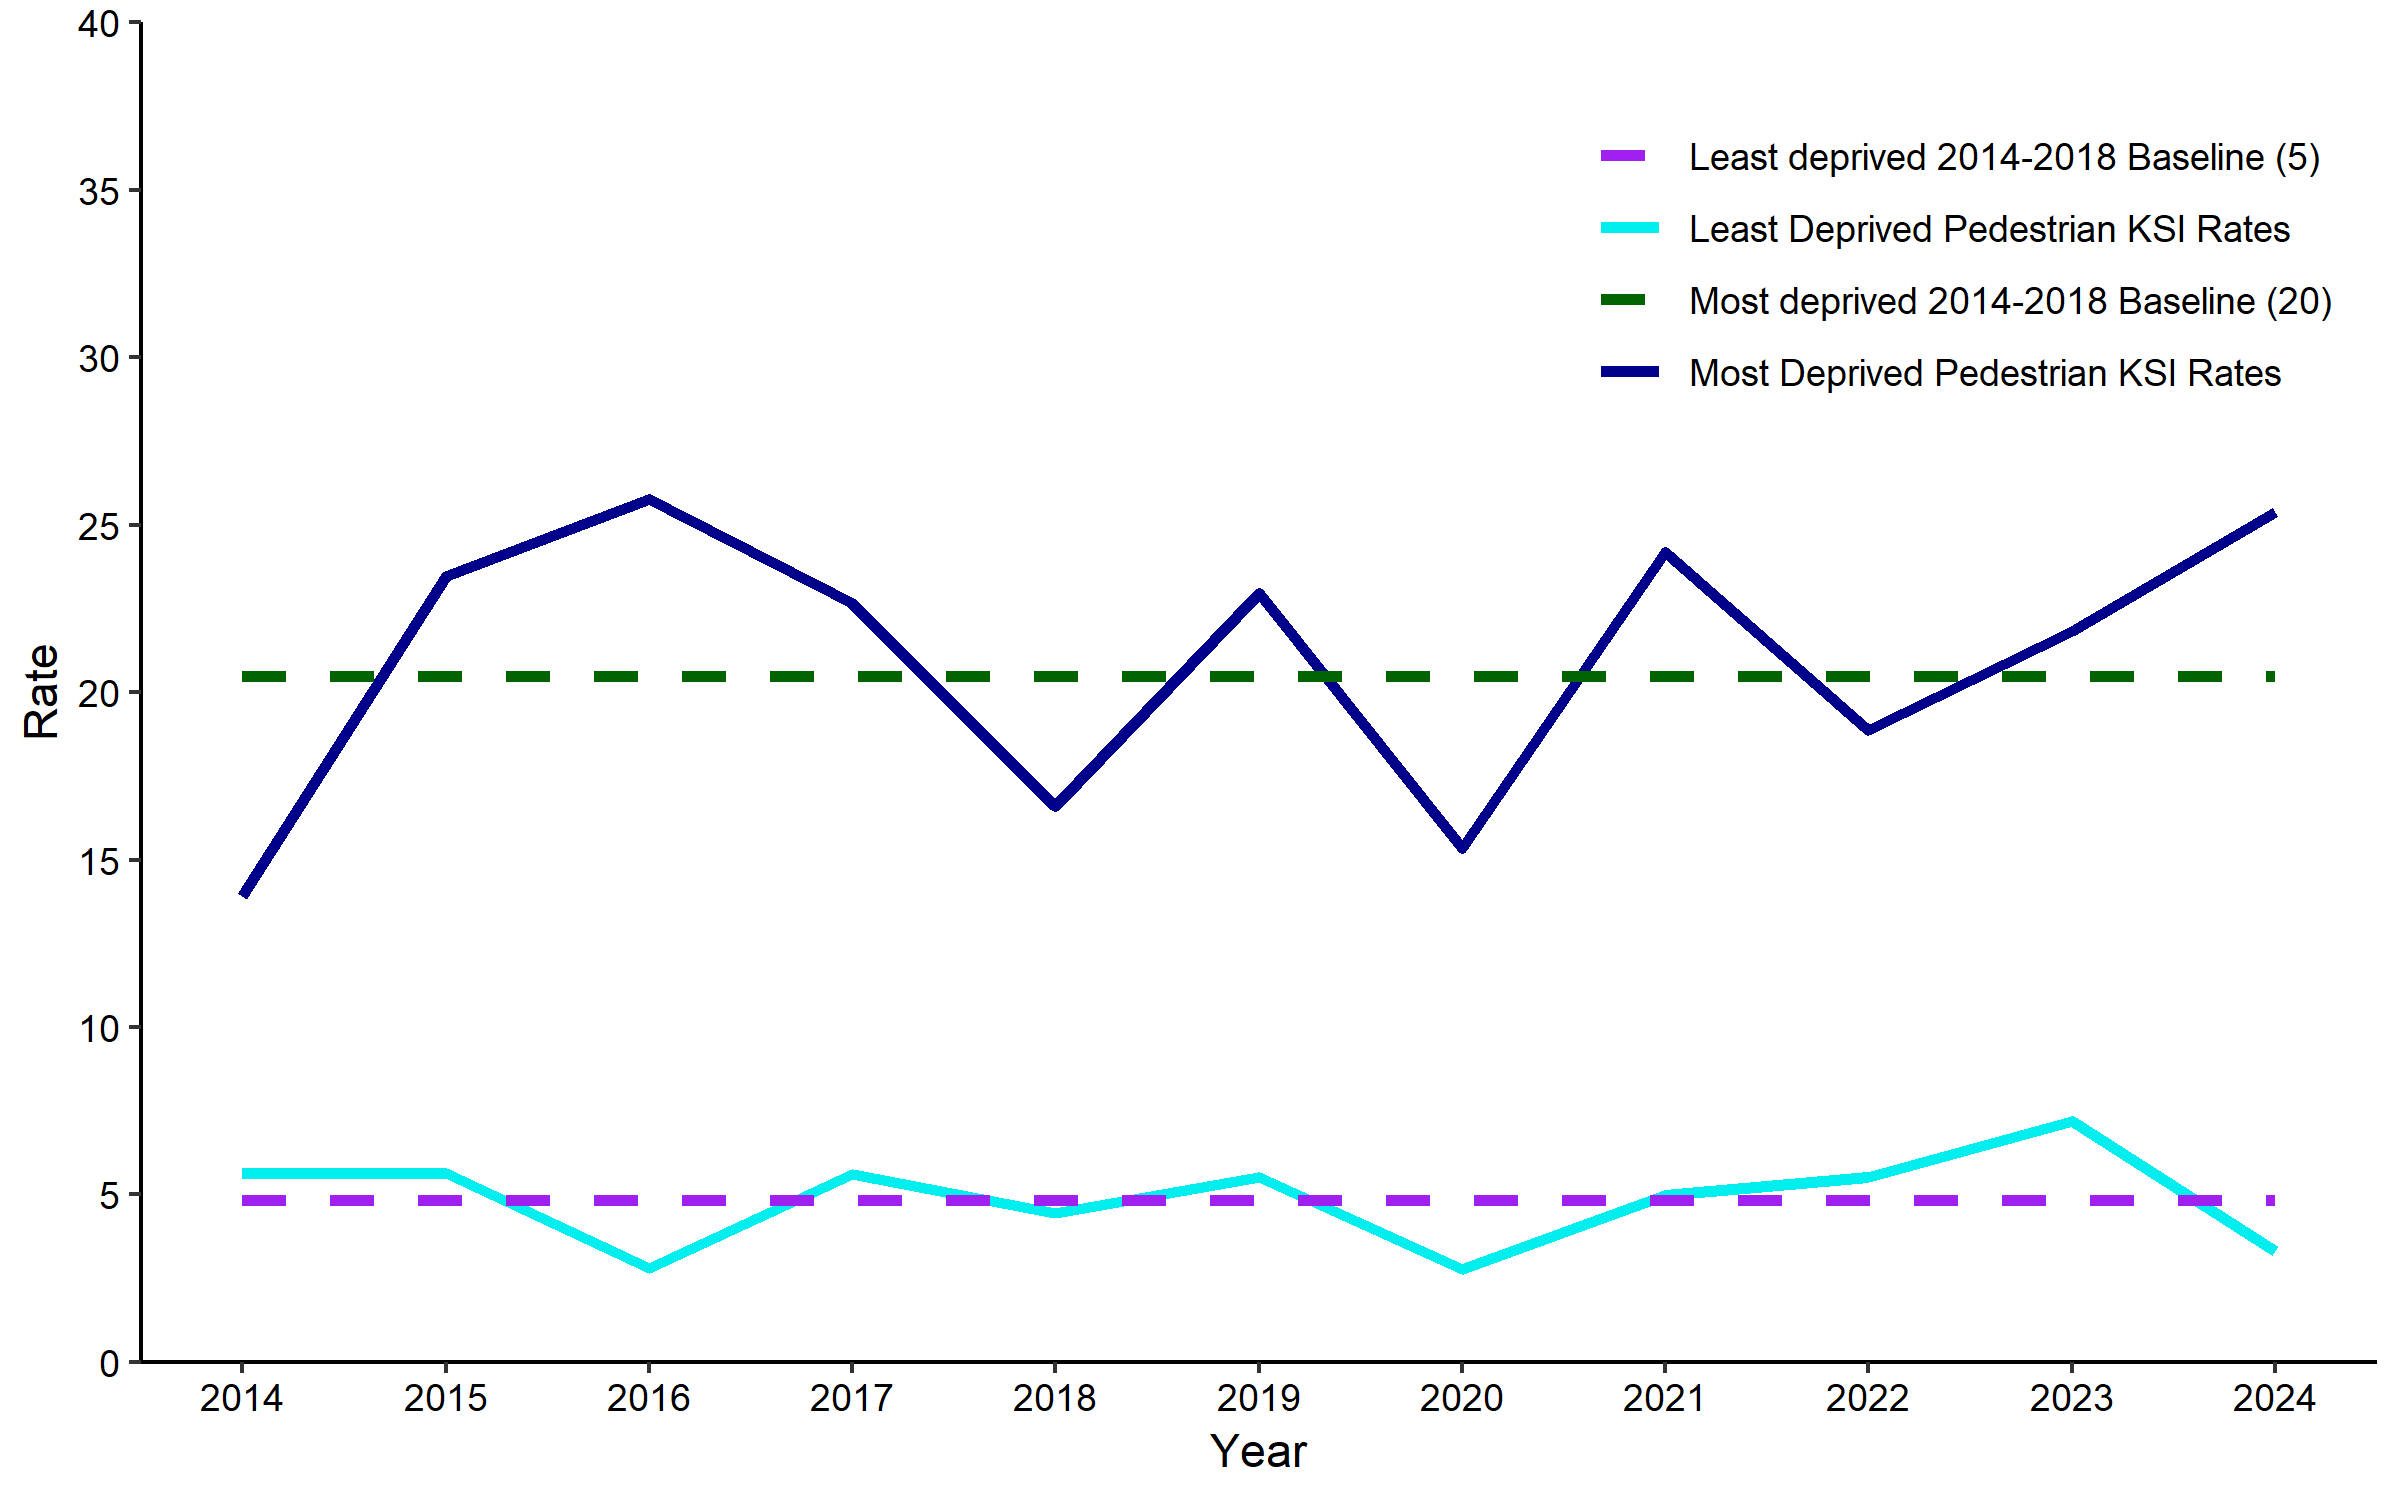 40
35
30
25
20
15
10
5
0
Rate
Least deprived 2014-2018 Baseline (5)
Least Deprived Pedestrian KSI Rates
Most deprived 2014-2018 Baseline (20)
Most Deprived Pedestrian KSI Rates
2014 2015 2016 2017 2018 2019 2020 2021 2022 2023 2024
Year